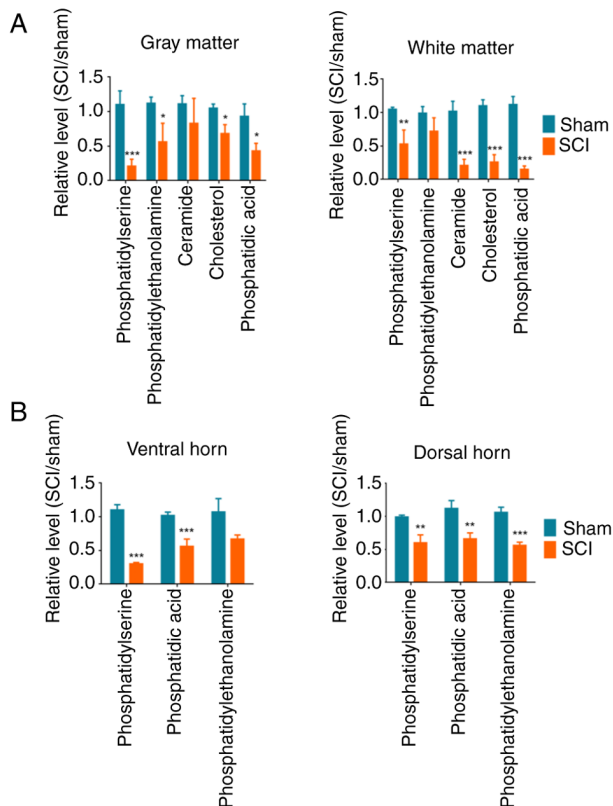 A
Gray matter
Relative level (SCI/sham)
1.5
1.0
0.5
0.0
***
*
*
*
Phosphatidylserine
Phosphatidylethanolamine
Ceramide
Cholesterol
Phosphatidic acid
White matter
Relative level (SCI/sham)
1.5
1.0
0.5
0.0
**
***
***
***
Phosphatidylserine
Phosphatidylethanolamine
Ceramide
Cholesterol
Phosphatidic acid
Sham
SCI
B
Ventral horn
Relative level (SCI/sham)
1.5
1.0
0.5
0.0
***
***
Phosphatidylserine
Phosphatidic acid
Phosphatidylethanolamine
Dorsal horn
Relative level (SCI/sham)
1.5
1.0
0.5
0.0
**
**
***
Phosphatidylserine
Phosphatidic acid
Phosphatidylethanolamine
Sham
SCI